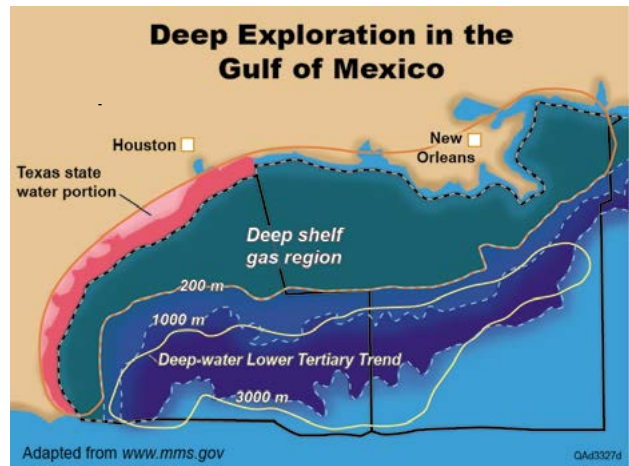 Deep Exploration in the
Gulf of Mexico
Houston
New
Orleans
Texas state
water portion
Deep shelf
gas region
200 m
1000 m
Deep-water Lower Tertiary Trend
3000 m
Adapted from www.mms.gov
QAd3327d